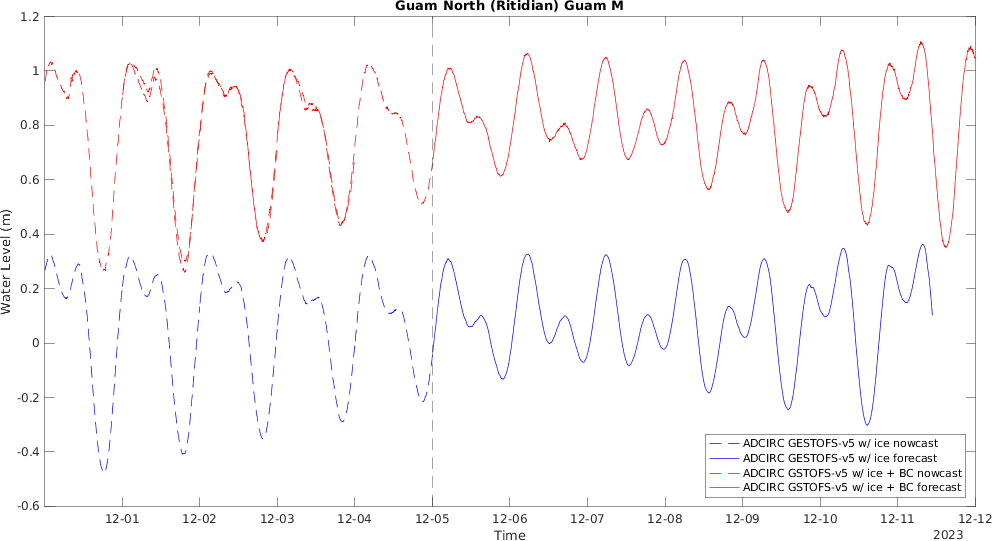 Guam North (Ritidian) Guam M
1.2
1
0.8
0.6
0.4
0.2
0
-0.2
-0.4
-0.6
Water Level (m)
12-01 12-02 12-03 12-04 12-05 12-06 12-07 12-08 12-09 12-10 12-11 12-12
Time
2023
ADCIRC GESTOFS-v5 w/ ice nowcast
ADCIRC GESTOFS-v5 w/ ice forecast
ADCIRC GSTOFS-v5 w/ ice + BC nowcast
ADCIRC GSTOFS-v5 w/ ice + BC forecast